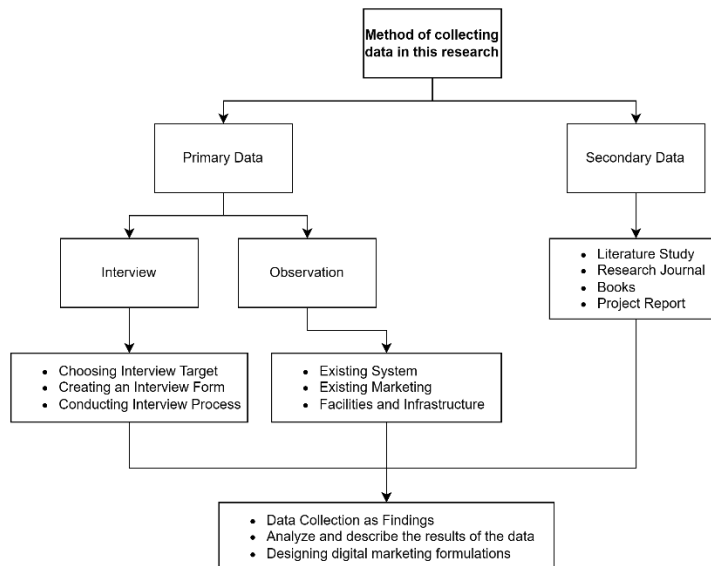 Method of collecting
data in this research
Primary Data
Secondary Data
Interview
Observation
• Literature Study
• Research Journal
• Books
• Project Report
• Choosing Interview Target
• Creating an Interview Form
• Conducting Interview Process
• Existing System
• Existing Marketing
• Facilities and Infrastructure
• Data Collection as Findings
• Analyze and describe the results of the data
• Designing digital marketing formulations